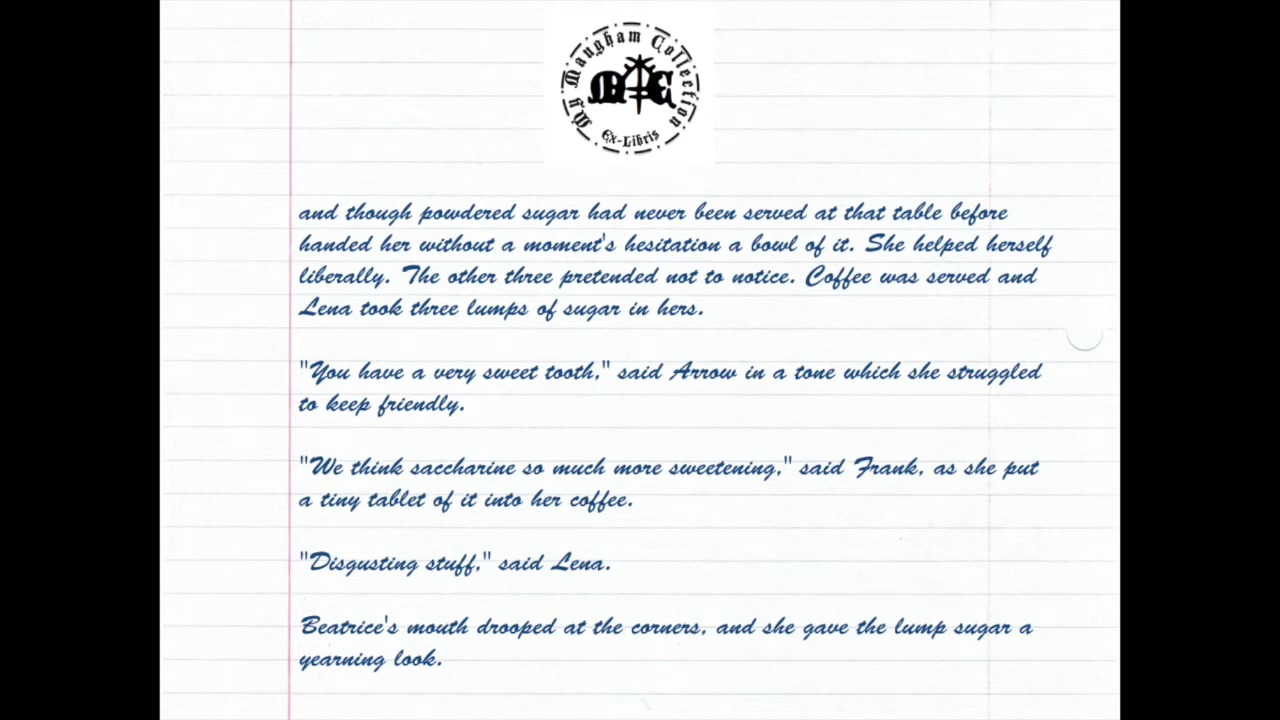 My Maugham Collection
M E
Ex-Libris
and though powdered sugar had never been served at that table before
handed her without a moment's hesitation a bowl of it. She helped herself
liberally. The other three pretended not to notice. Coffee was served and
Lena took three lumps of sugar in hers.
"You have a very sweet tooth," said Arrow in a tone which she struggled
to keep friendly.
"We think saccharine so much more sweetening," said Frank, as she put
a tiny tablet of it into her coffee.
"Disgusting stuff," said Lena.
Beatrice's mouth drooped at the corners, and she gave the lump sugar a
yearning look.